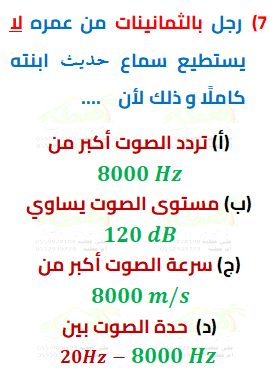 7) رجل بالثمانينات من عمره لا
يستطيع سماع حديث ابنته
كاملًا و ذلك لأن ....
(أ) تردد الصوت أكبر من
8000 Hz
(ب) مستوى الصوت يساوي
120 dB
(ج) سرعة الصوت أكبر من
8000 m/s
(د) حدة الصوت بين
20Hz – 8000 Hz